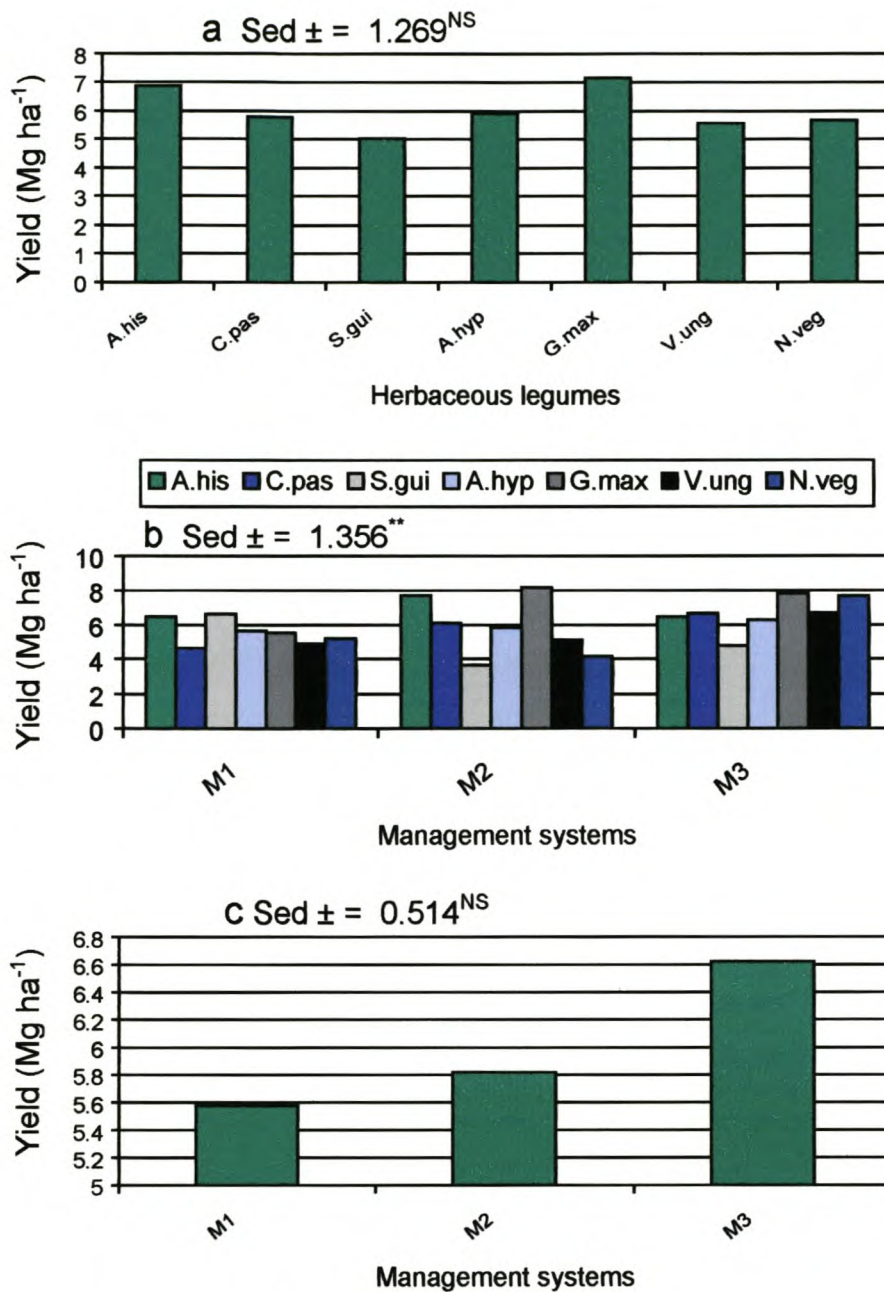 a Sed ± = 1.269^NS
Yield (Mg ha⁻¹)
8
7
6
5
4
3
2
1
0
A.his C.pas S.gui A.hyp G.max V.ung N.veg
Herbaceous legumes
A.his C.pas S.gui A.hyp G.max V.ung N.veg
b Sed ± = 1.356^**
Yield (Mg ha⁻¹)
10
8
6
4
2
0
M1 M2 M3
Management systems
c Sed ± = 0.514^NS
Yield (Mg ha⁻¹)
6.8
6.6
6.4
6.2
6
5.8
5.6
5.4
5.2
5
M1 M2 M3
Management systems